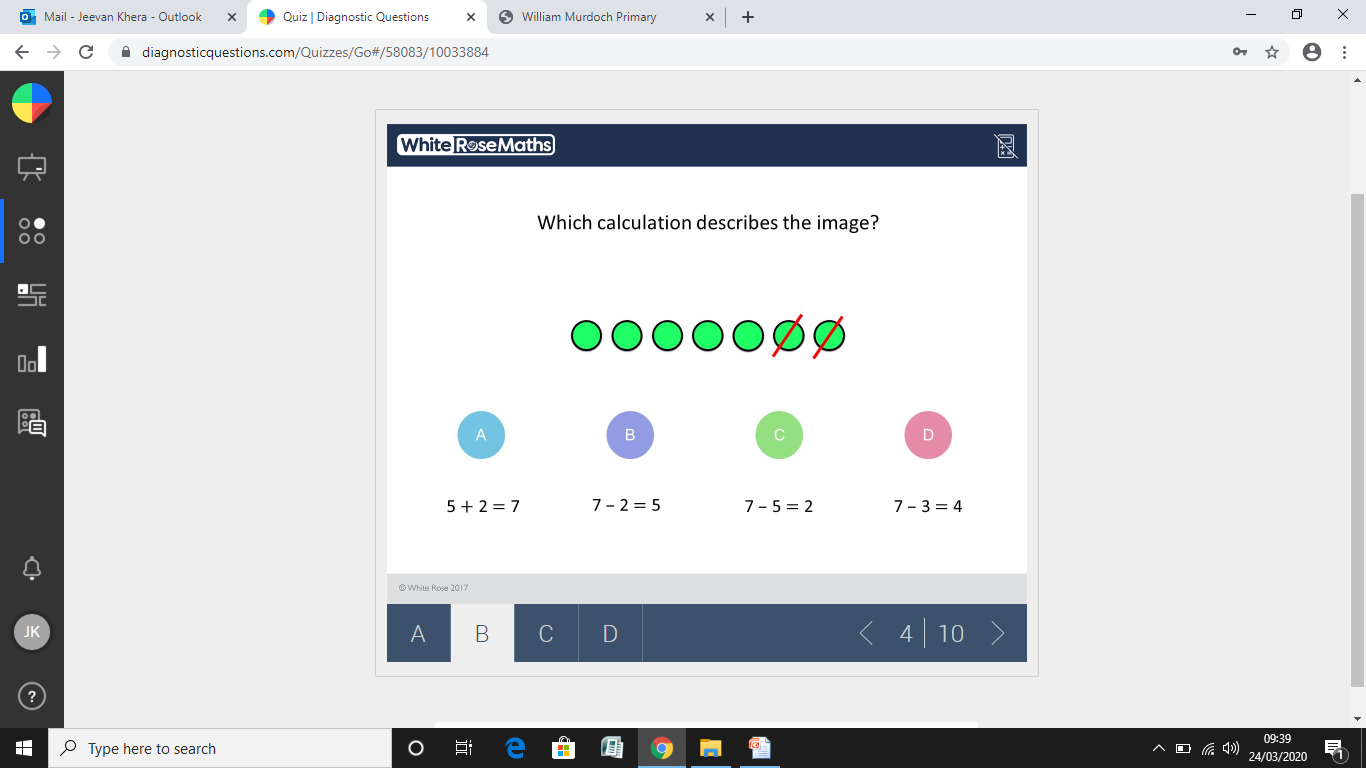 Mail - Jeevan Khera - Outlook
Quiz | Diagnostic Questions
William Murdoch Primary
diagnosticquestions.com/Quizzes/Go#/58083/10033884
White Rose Maths
Which calculation describes the image?
A B C D
5 + 2 = 7 7 – 2 = 5 7 – 5 = 2 7 – 3 = 4
© White Rose 2017
A B C D 4 10
JK
?
Type here to search
09:39
24/03/2020
1